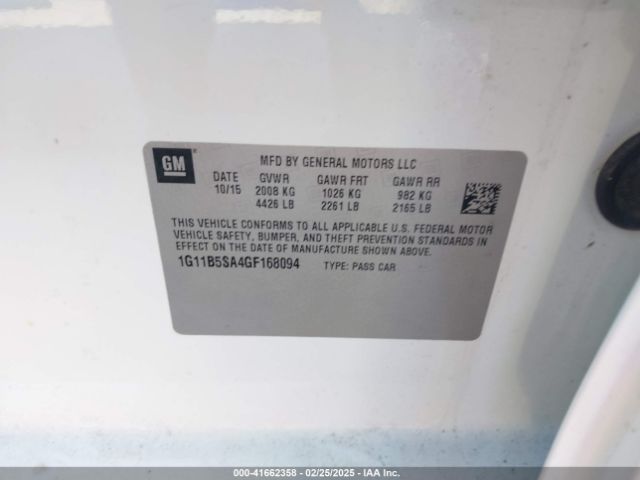 GM
MFD BY GENERAL MOTORS LLC
DATE GVWR GAWR FRT GAWR RR
10/15 2008 KG 1026 KG 982 KG
4426 LB 2261 LB 2165 LB
THIS VEHICLE CONFORMS TO ALL APPLICABLE U.S. FEDERAL MOTOR
VEHICLE SAFETY, BUMPER, AND THEFT PREVENTION STANDARDS IN
EFFECT ON THE DATE OF MANUFACTURE SHOWN ABOVE.
1G11B5SA4GF168094 TYPE: PASS CAR
000-41662358 - 02/25/2025 - IAA Inc.